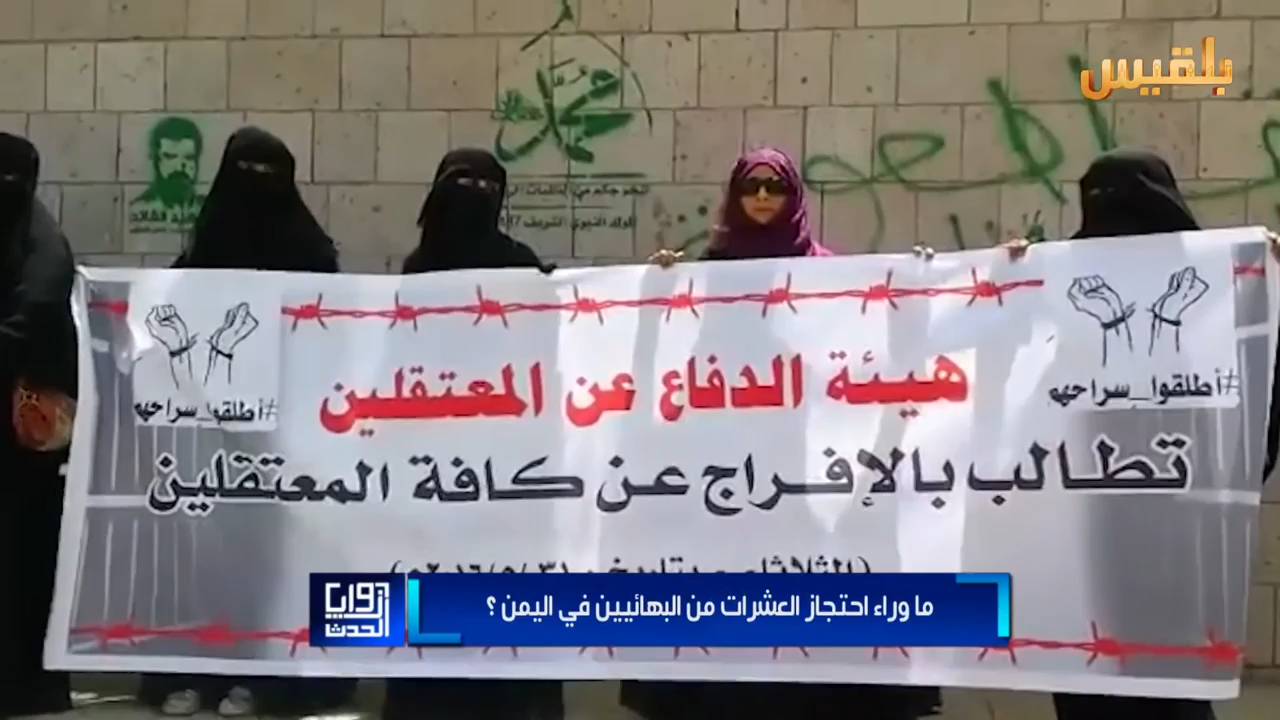 بلقيس
محمد
هيئة الدفاع عن المعتقلين
تطالب بالإفراج عن كافة المعتقلين
#أطلقوا_سراحهم
#أطلقوا_سراحهم
زوايا الحدث
ما وراء احتجاز العشرات من البهائيين في اليمن ؟